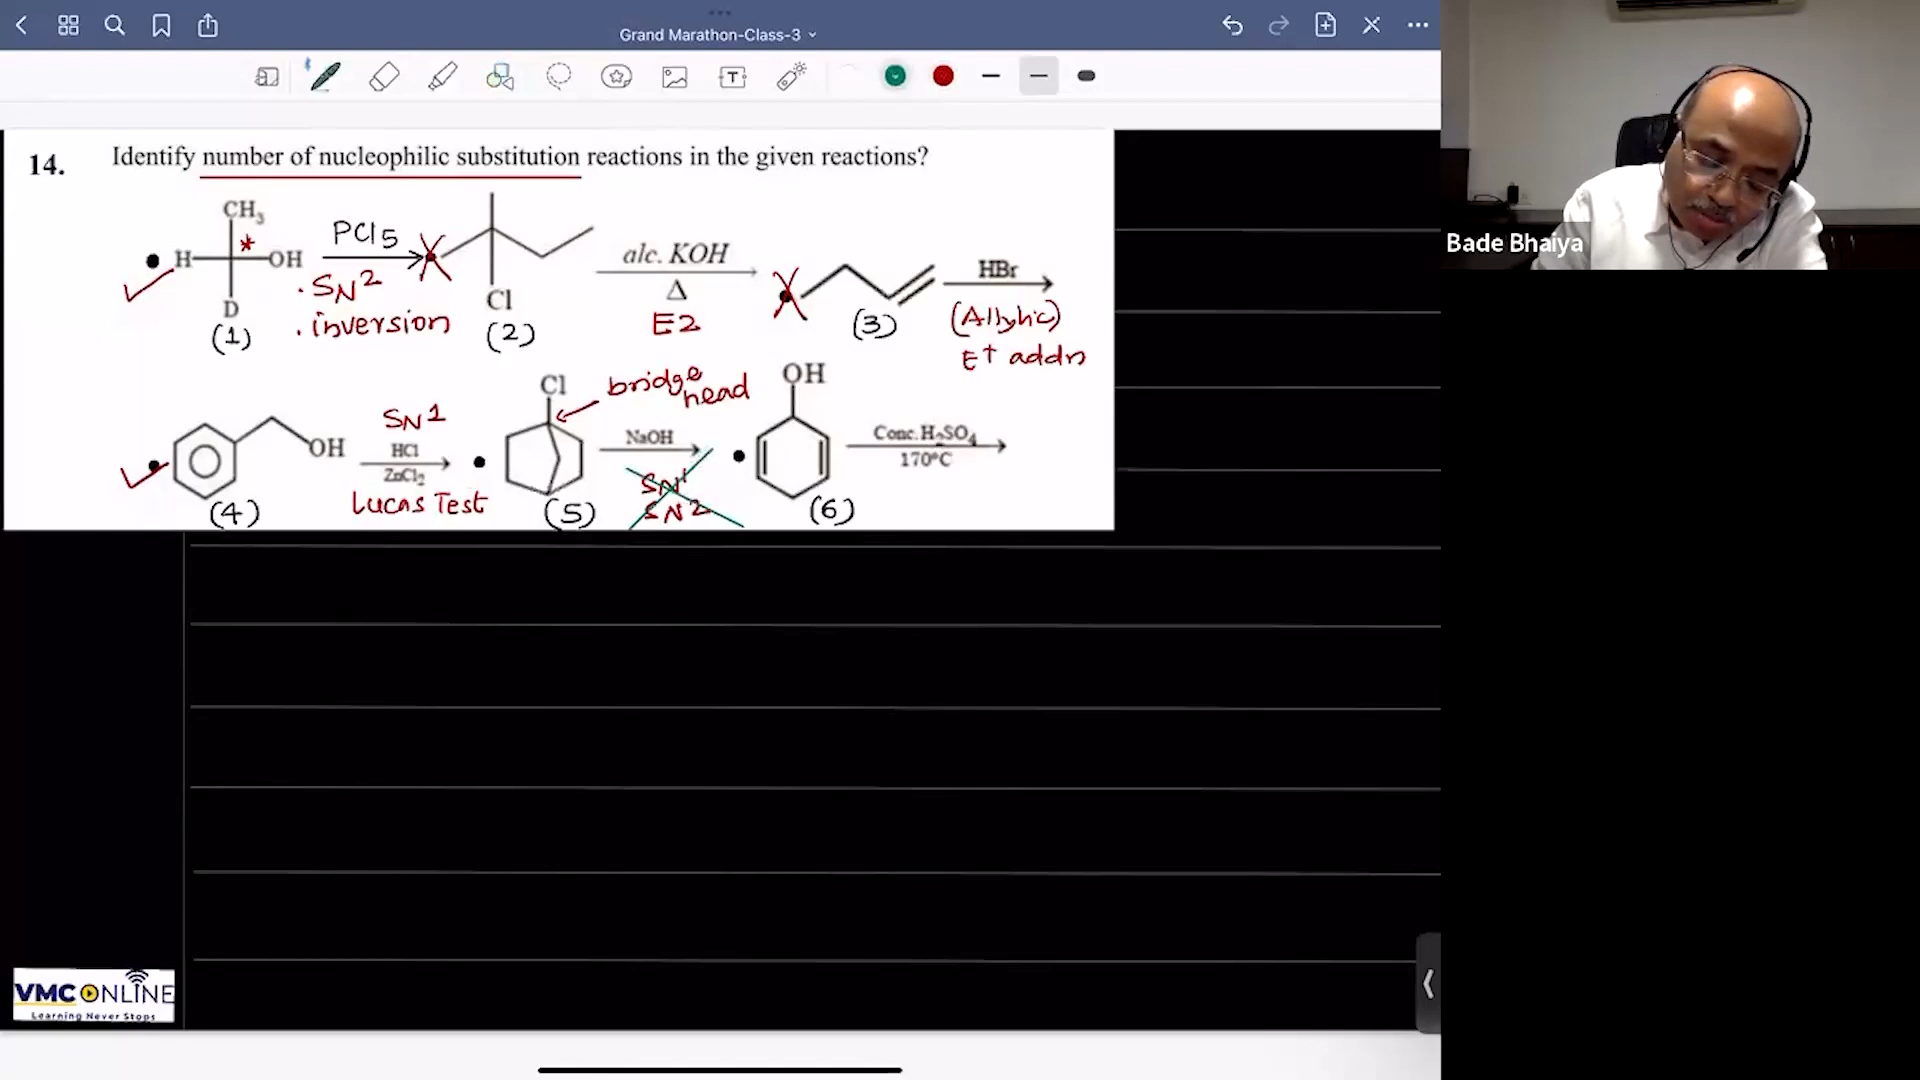 Grand Marathon-Class-3
14. Identify number of nucleophilic substitution reactions in the given reactions?
CH3
H * OH
D
(1)
PCl5
. SN2
. inversion
X
Cl
(2)
alc. KOH
Δ
E2
X
(3)
HBr
(Allylic)
E+ addn
OH
(4)
SN1
HCl
ZnCl2
Lucas Test
Cl
bridge
head
(5)
NaOH
SN1
SN2
OH
(6)
Conc. H2SO4
170°C
Bade Bhaiya
VMC ONLINE
Learning Never Stops